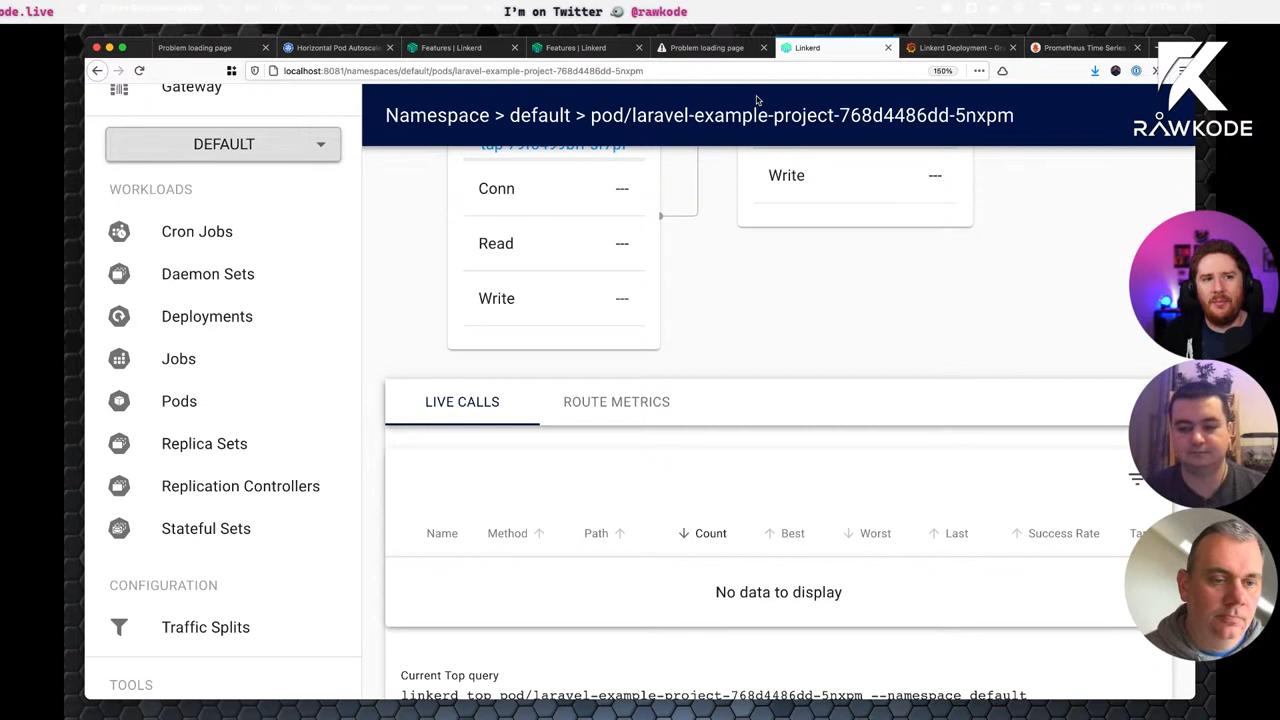 ode.live
I'm on Twitter @rawkode
Problem loading page
Horizontal Pod Autoscale
Features | Linkerd
Features | Linkerd
Problem loading page
Linkerd
Linkerd Deployment - Gr
Prometheus Time Series
localhost:8081/namespaces/default/pods/laravel-example-project-768d4486dd-5nxpm
150%
RAWKODE
Gateway
Namespace > default > pod/laravel-example-project-768d4486dd-5nxpm
DEFAULT
WORKLOADS
Cron Jobs
Daemon Sets
Deployments
Jobs
Pods
Replica Sets
Replication Controllers
Stateful Sets
CONFIGURATION
Traffic Splits
TOOLS
Conn ---
Read ---
Write ---
Write ---
LIVE CALLS
ROUTE METRICS
Name Method Path Count Best Worst Last Success Rate
No data to display
Current Top query
linkerd top pod/laravel-example-project-768d4486dd-5nxpm --namespace default